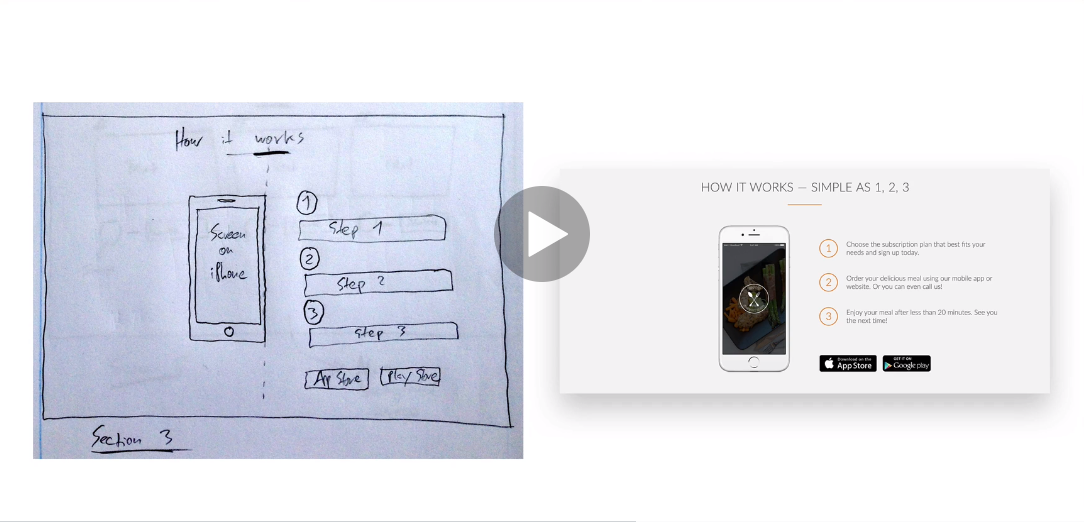 How it works
Screen
on
iPhone
1
Step 1
2
Step 2
3
Step 3
App Store
Play Store
Section 3
HOW IT WORKS — SIMPLE AS 1, 2, 3
1
Choose the subscription plan that best fits your
needs and sign up today.
2
Order your delicious meal using our mobile app or
website. Or you can even call us!
3
Enjoy your meal after less than 20 minutes. See you
the next time!
Download on the
App Store
GET IT ON
Google play